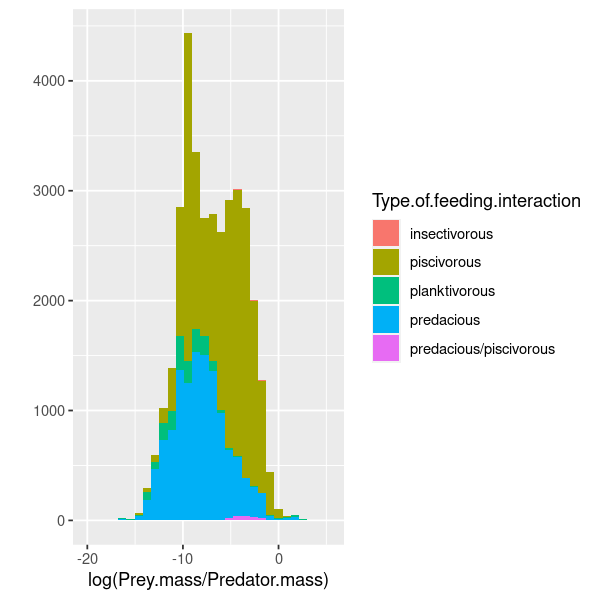 4000
3000
2000
1000
0
-20
-10
0
log(Prey.mass/Predator.mass)
Type.of.feeding.interaction
insectivorous
piscivorous
planktivorous
predacious
predacious/piscivorous